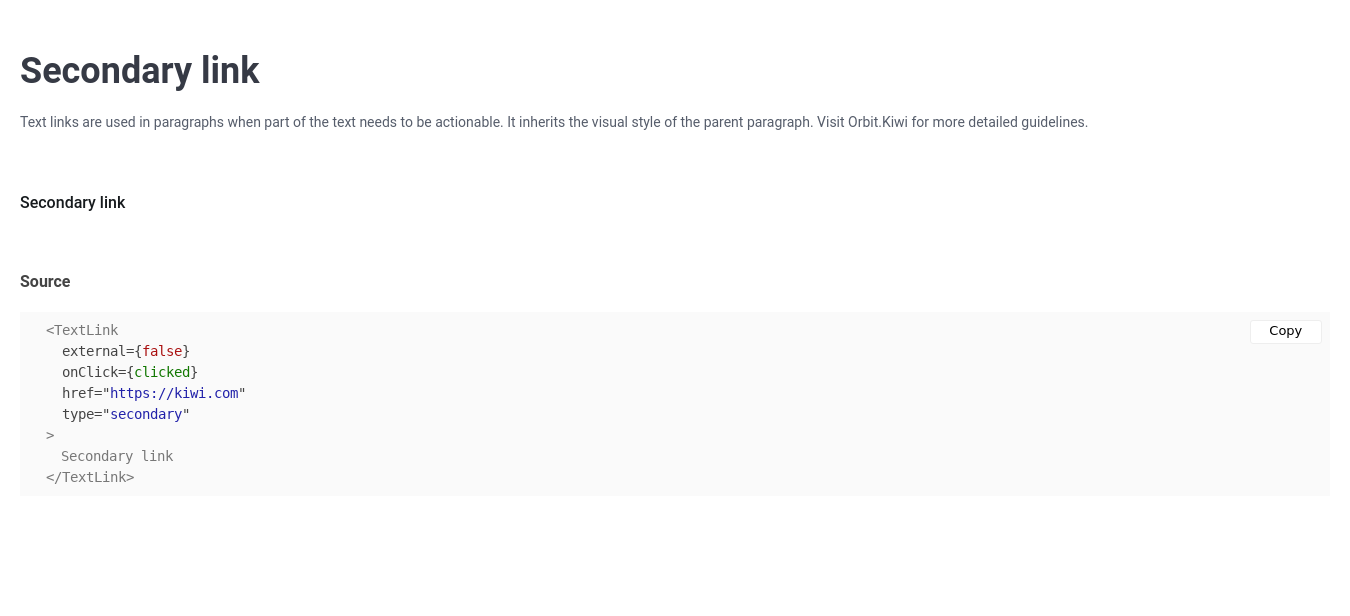 Secondary link
Text links are used in paragraphs when part of the text needs to be actionable. It inherits the visual style of the parent paragraph. Visit Orbit.Kiwi for more detailed guidelines.
Secondary link
Source
Copy
<TextLink
  external={false}
  onClick={clicked}
  href="https://kiwi.com"
  type="secondary"
>
  Secondary link
</TextLink>